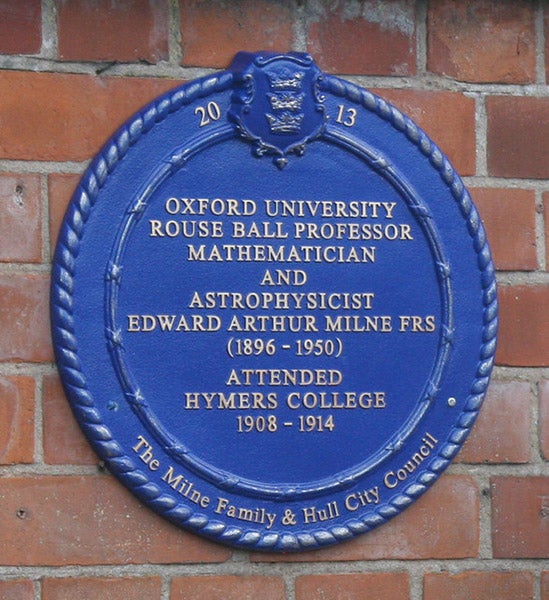 20 13
OXFORD UNIVERSITY
ROUSE BALL PROFESSOR
MATHEMATICIAN
AND
ASTROPHYSICIST
EDWARD ARTHUR MILNE FRS
(1896 - 1950)
ATTENDED
HYMERS COLLEGE
1908 - 1914
The Milne Family & Hull City Council